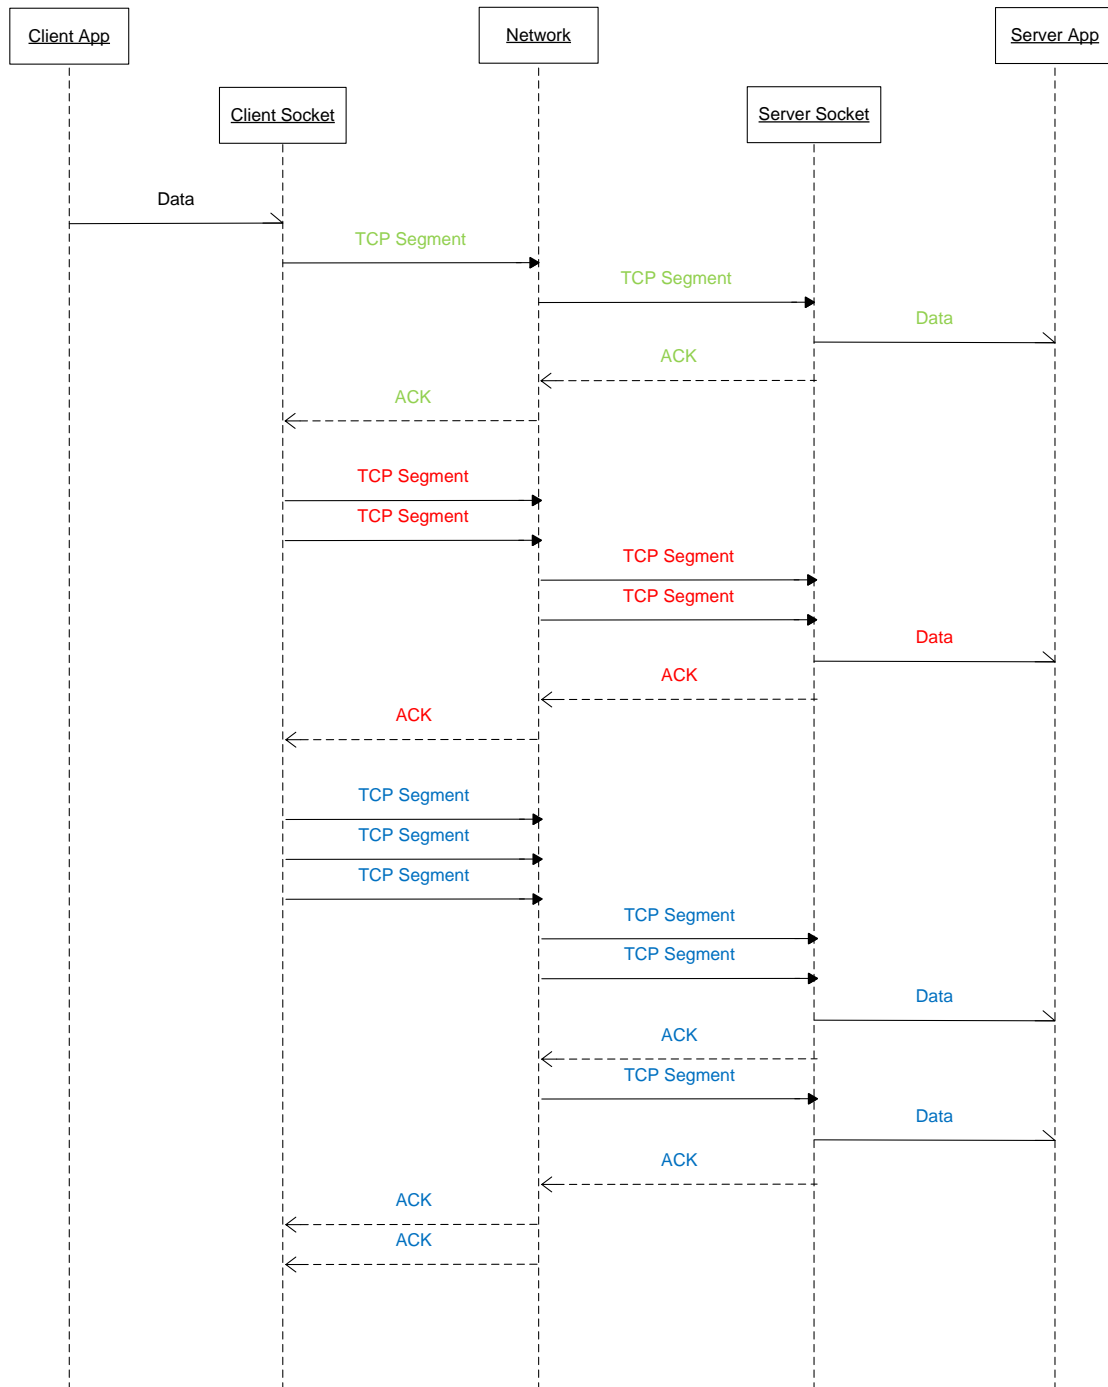 Client App
Network
Server App
Client Socket
Server Socket
Data
TCP Segment
TCP Segment
Data
ACK
ACK
TCP Segment
TCP Segment
TCP Segment
TCP Segment
Data
ACK
ACK
TCP Segment
TCP Segment
TCP Segment
TCP Segment
TCP Segment
Data
ACK
TCP Segment
Data
ACK
ACK
ACK